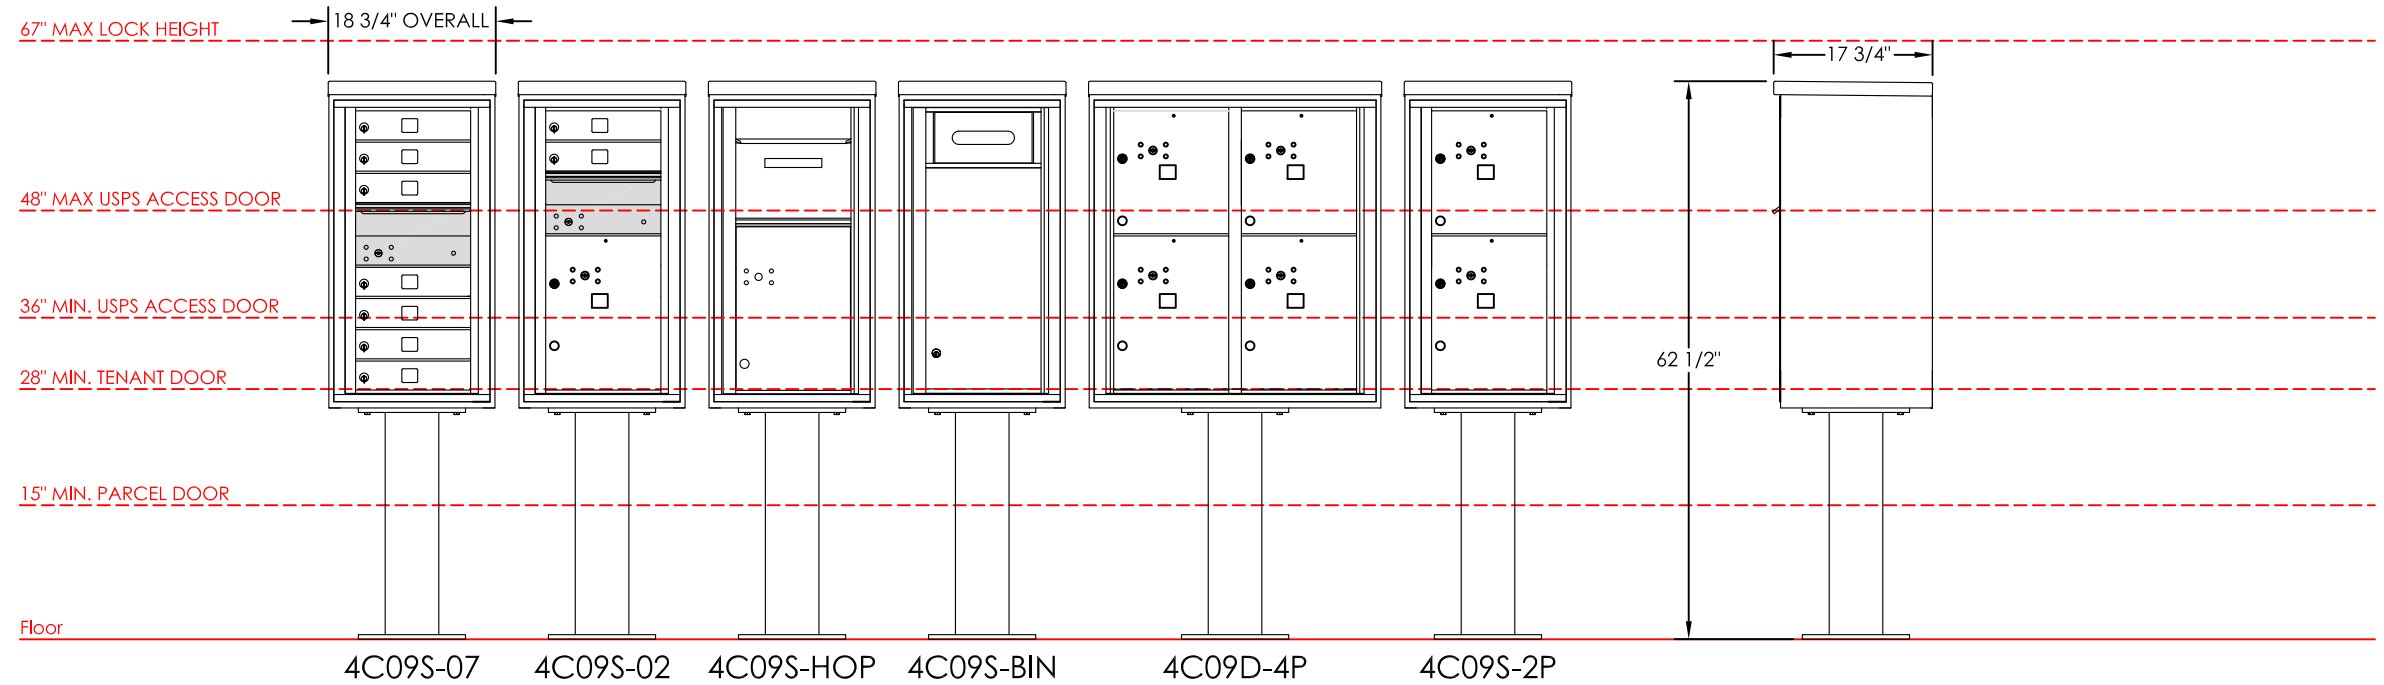 67" MAX LOCK HEIGHT
18 3/4" OVERALL
17 3/4"
48" MAX USPS ACCESS DOOR
36" MIN. USPS ACCESS DOOR
28" MIN. TENANT DOOR
62 1/2"
15" MIN. PARCEL DOOR
Floor
4C09S-07
4C09S-02
4C09S-HOP
4C09S-BIN
4C09D-4P
4C09S-2P